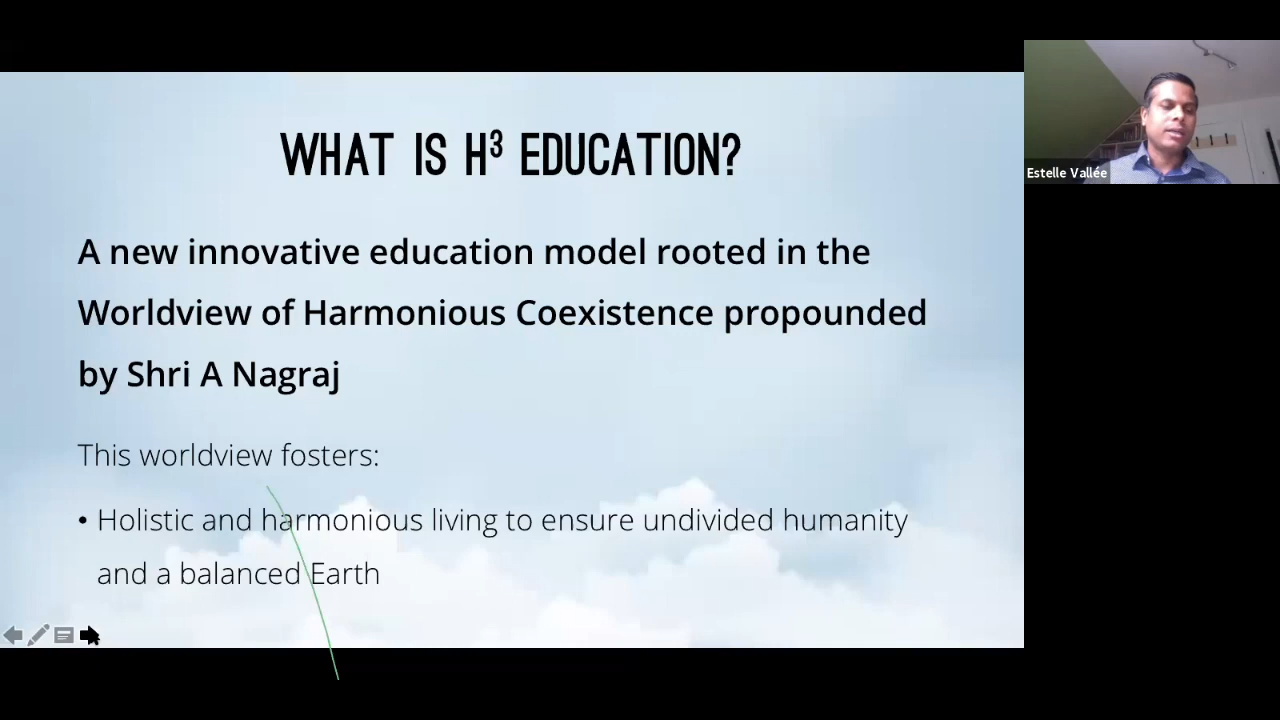 WHAT IS H³ EDUCATION?
A new innovative education model rooted in the
Worldview of Harmonious Coexistence propounded
by Shri A Nagraj
This worldview fosters:
• Holistic and harmonious living to ensure undivided humanity
and a balanced Earth
Estelle Vallée